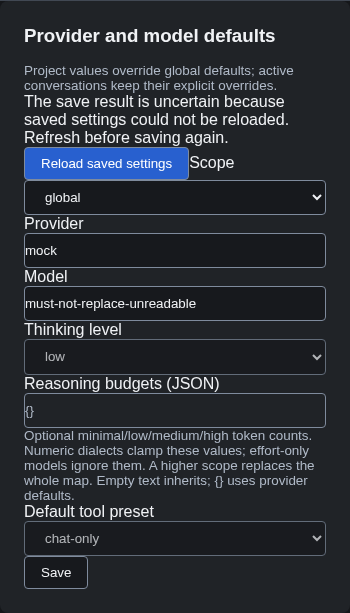 Provider and model defaults
Project values override global defaults; active
conversations keep their explicit overrides.
The save result is uncertain because
saved settings could not be reloaded.
Refresh before saving again.
Reload saved settings Scope
global
Provider
mock
Model
must-not-replace-unreadable
Thinking level
low
Reasoning budgets (JSON)
{}
Optional minimal/low/medium/high token counts.
Numeric dialects clamp these values; effort-only
models ignore them. A higher scope replaces the
whole map. Empty text inherits; {} uses provider
defaults.
Default tool preset
chat-only
Save